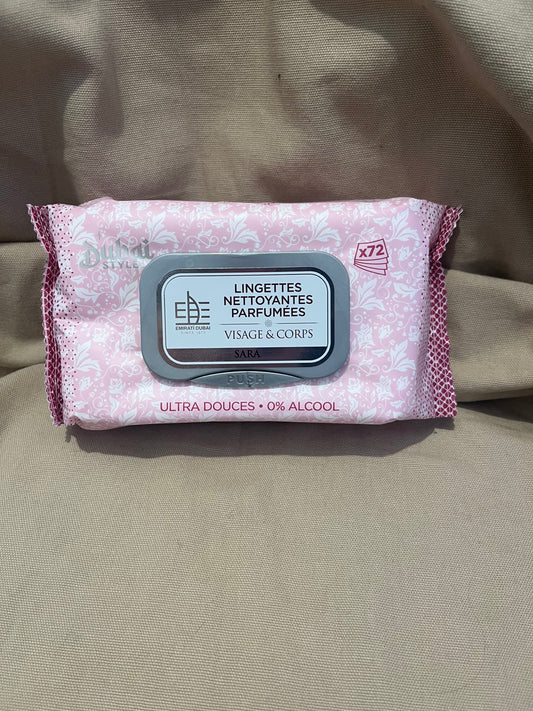 Dubai
STYLE
x72
LINGETTES
NETTOYANTES
PARFUMÉES
VISAGE & CORPS
EDE
EMIRATI DUBAI
SARA
PUSH
ULTRA DOUCES • 0% ALCOOL